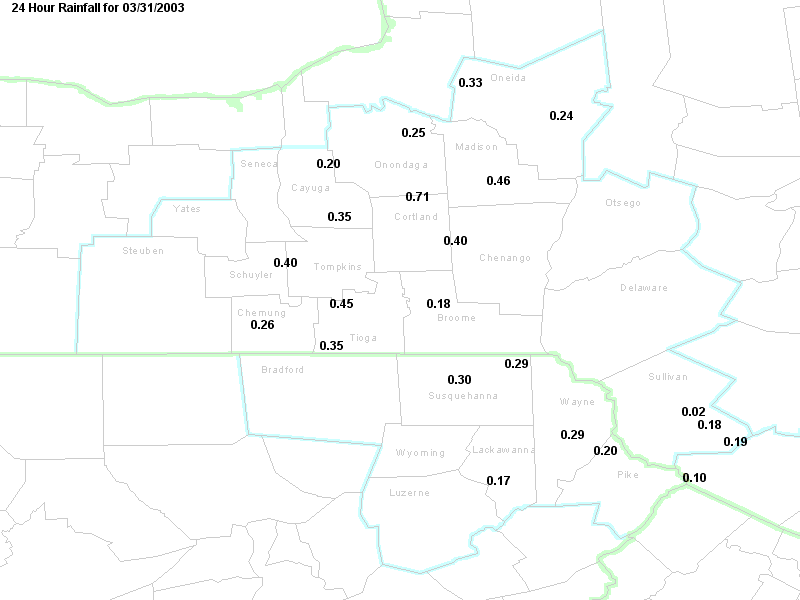 24 Hour Rainfall for 03/31/2003
Oneida
0.33
0.24
0.25
Madison
Seneca
0.20
Onondaga
0.46
Cayuga
0.71
Otsego
Yates
0.35
Cortland
0.40
Steuben
Chenango
0.40
Tompkins
Schuyler
Delaware
0.45
0.18
Chemung
Broome
0.26
Tioga
0.35
0.29
Bradford
0.30
Sullivan
Susquehanna
Wayne
0.02
0.18
0.29
0.19
Wyoming
Lackawanna
0.20
Pike
0.17
0.10
Luzerne